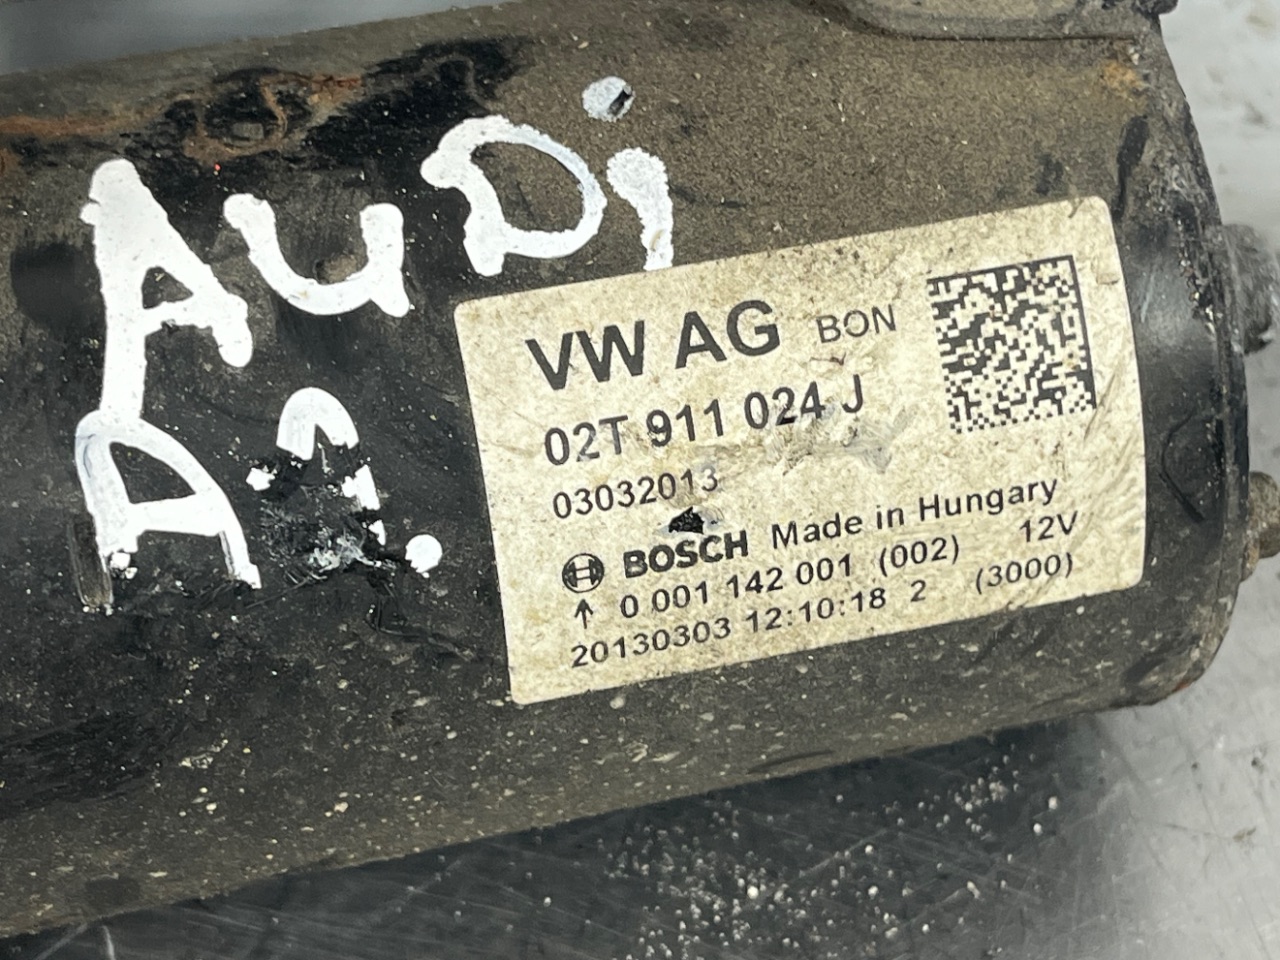 AUDi
A1.
VW AG BON
02T 911 024 J
03032013
BOSCH Made in Hungary
0 001 142 001 (002) 12V
20130303 12:10:18 2 (3000)